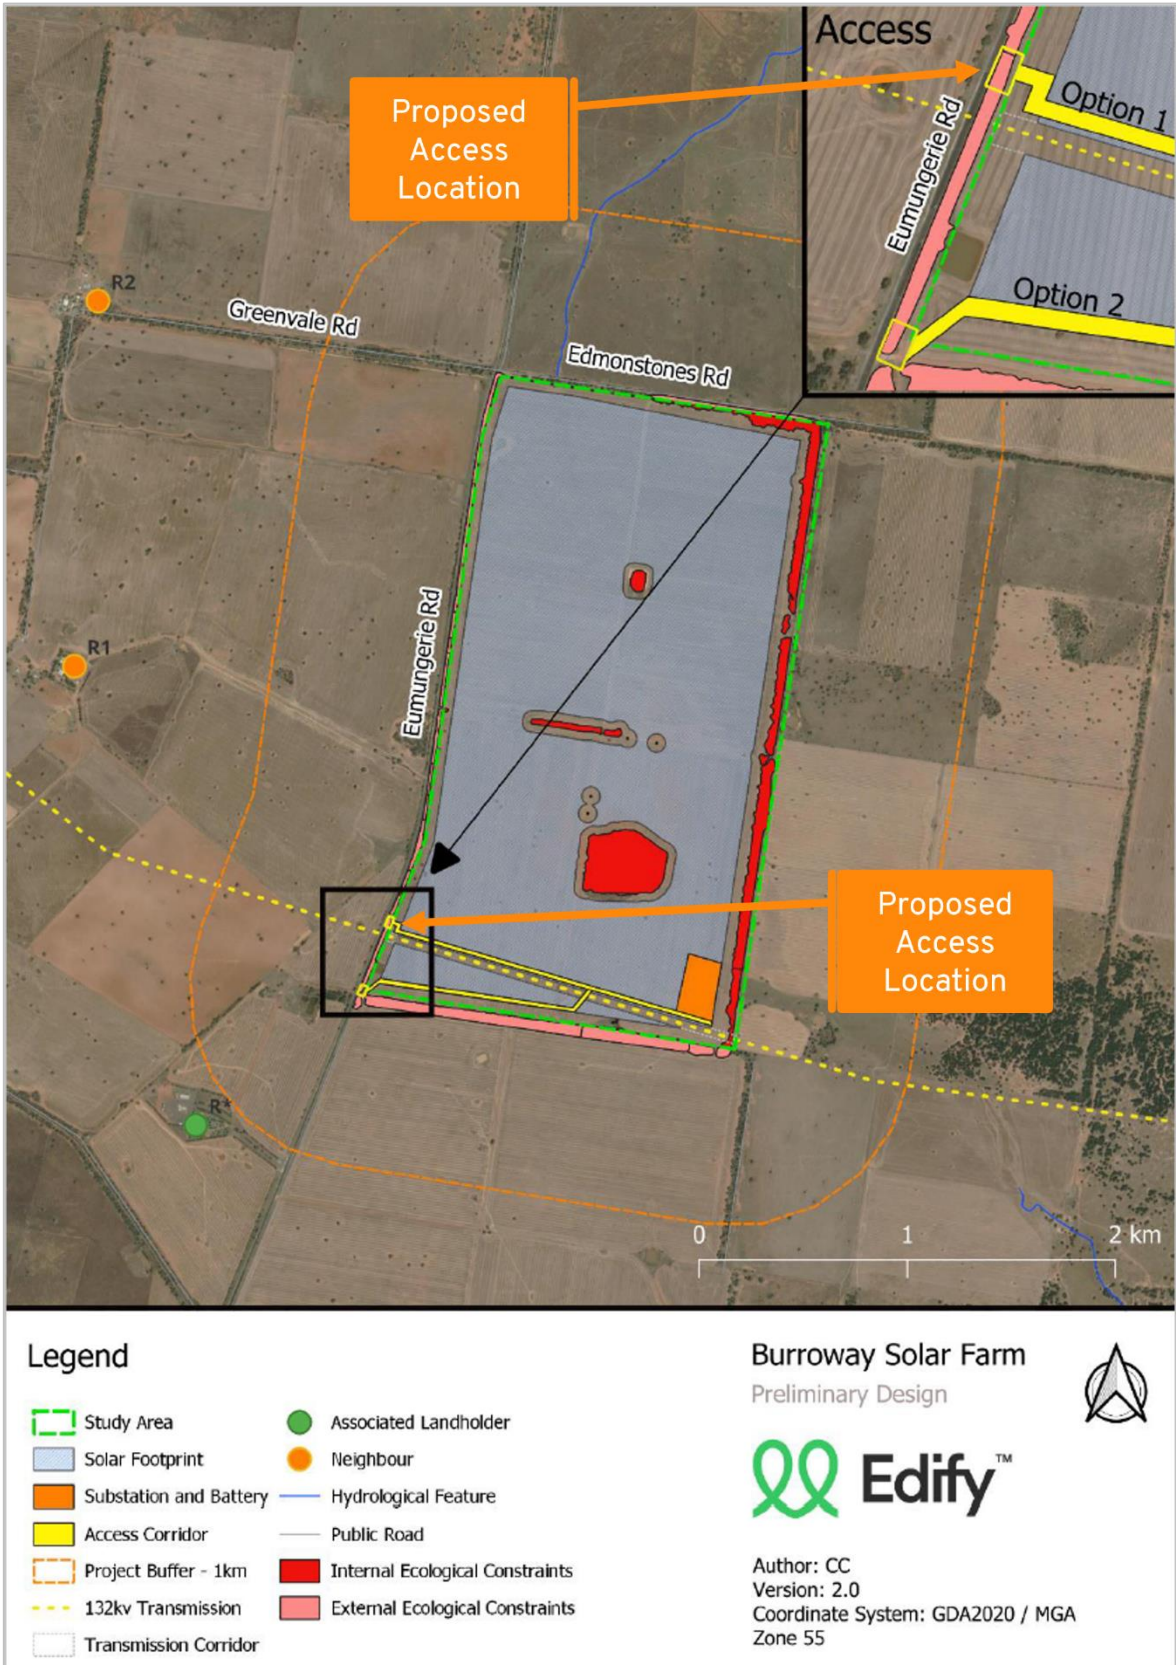 Access
Proposed
Access
Location
Option 1
Eumungerie Rd
Option 2
R2
Greenvale Rd
Edmonstones Rd
Eumungerie Rd
R1
Proposed
Access
Location
R*
0 1 2 km
Legend
Study Area
Solar Footprint
Substation and Battery
Access Corridor
Project Buffer - 1km
132kv Transmission
Transmission Corridor
Associated Landholder
Neighbour
Hydrological Feature
Public Road
Internal Ecological Constraints
External Ecological Constraints
Burroway Solar Farm
Preliminary Design
Edify™
Author: CC
Version: 2.0
Coordinate System: GDA2020 / MGA
Zone 55